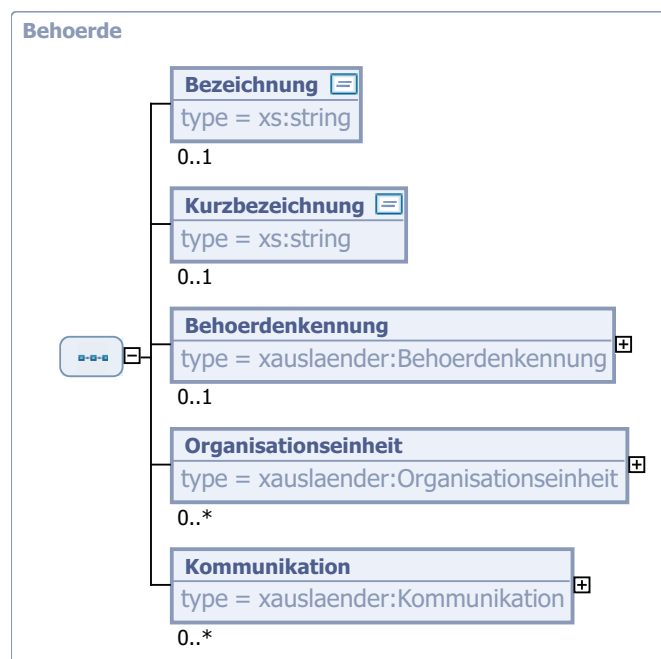 Behoerde
Bezeichnung
type = xs:string
0..1
Kurzbezeichnung
type = xs:string
0..1
Behoerdenkennung
type = xauslaender:Behoerdenkennung
0..1
Organisationseinheit
type = xauslaender:Organisationseinheit
0..*
Kommunikation
type = xauslaender:Kommunikation
0..*